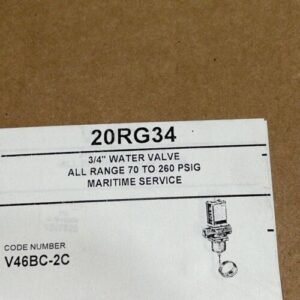 20RG34
3/4" WATER VALVE
ALL RANGE 70 TO 260 PSIG
MARITIME SERVICE
CODE NUMBER
V46BC-2C